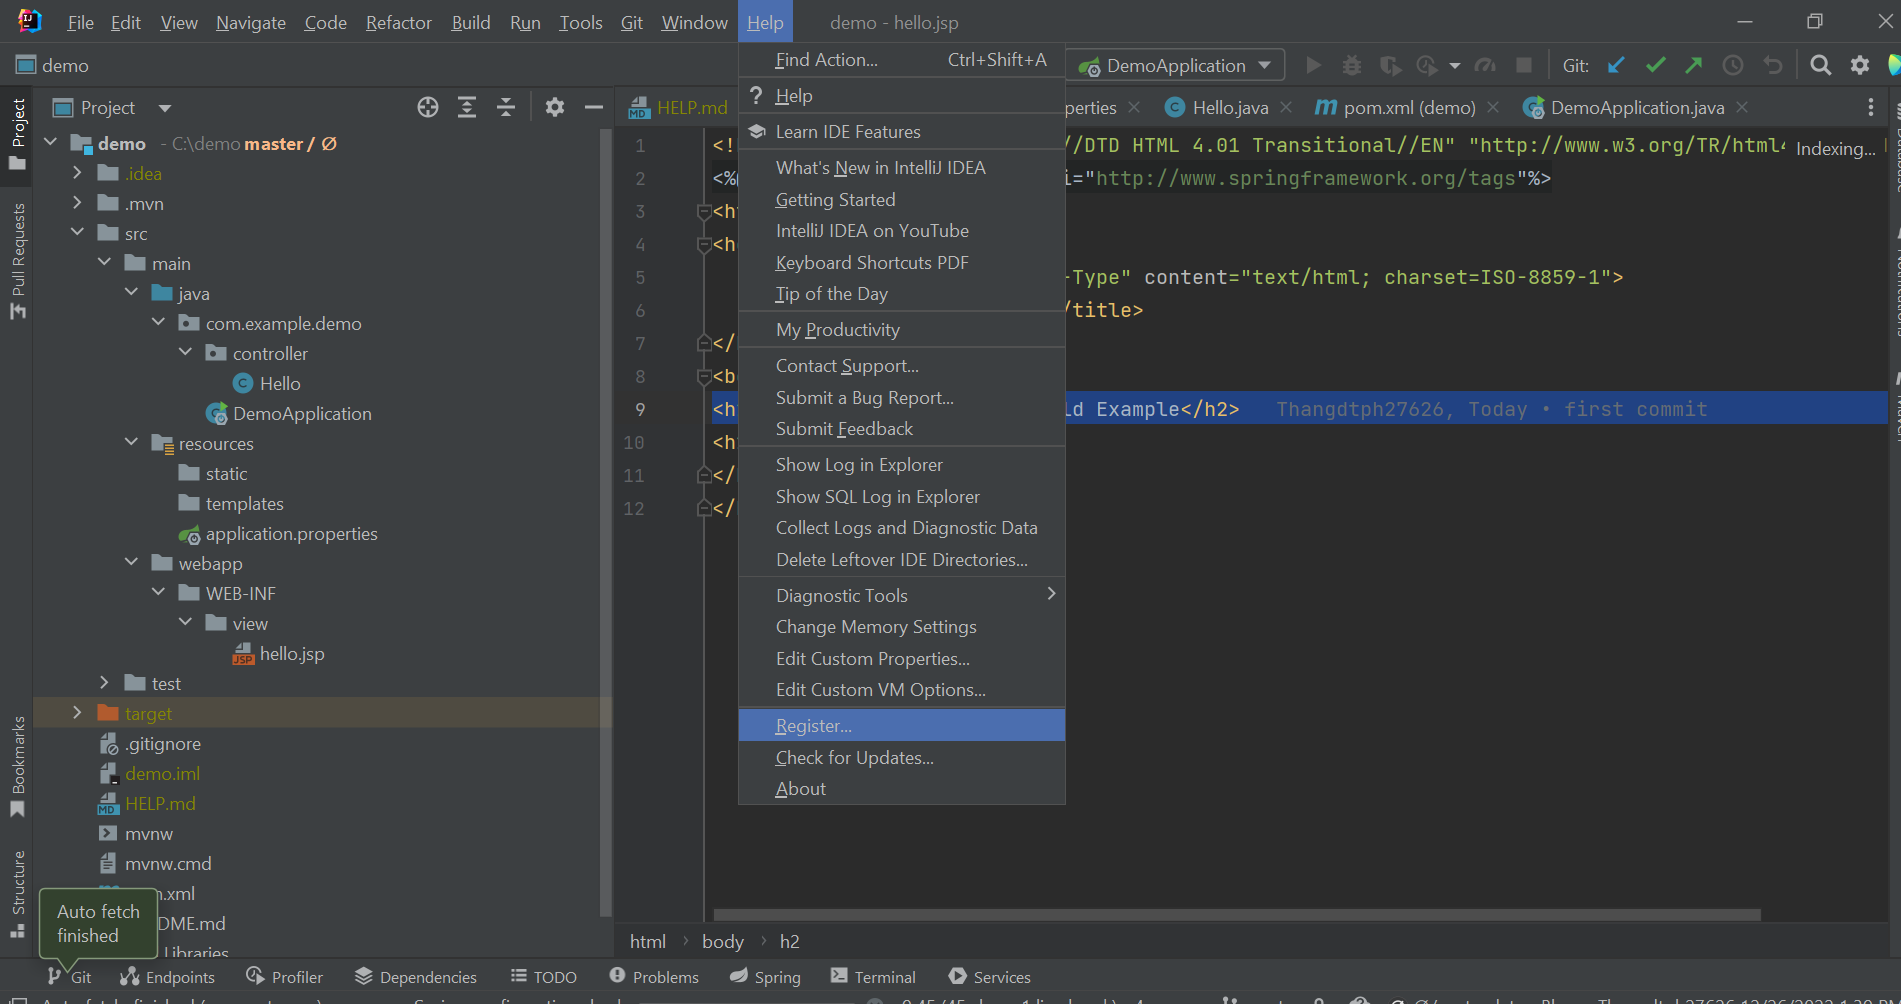 File Edit View Navigate Code Refactor Build Run Tools Git Window Help demo - hello.jsp
demo
DemoApplication
Git:
Project
HELP.md
perties
Hello.java
pom.xml (demo)
DemoApplication.java
Project
Pull Requests
Bookmarks
Structure
demo - C:\demo master / Ø
.idea
.mvn
src
main
java
com.example.demo
controller
Hello
DemoApplication
resources
static
templates
application.properties
webapp
WEB-INF
view
hello.jsp
test
target
.gitignore
demo.iml
HELP.md
mvnw
mvnw.cmd
.xml
DME.md
Libraries
Auto fetch
finished
Find Action... Ctrl+Shift+A
? Help
Learn IDE Features
What's New in IntelliJ IDEA
Getting Started
IntelliJ IDEA on YouTube
Keyboard Shortcuts PDF
Tip of the Day
My Productivity
Contact Support...
Submit a Bug Report...
Submit Feedback
Show Log in Explorer
Show SQL Log in Explorer
Collect Logs and Diagnostic Data
Delete Leftover IDE Directories...
Diagnostic Tools
Change Memory Settings
Edit Custom Properties...
Edit Custom VM Options...
Register...
Check for Updates...
About
1 <! //DTD HTML 4.01 Transitional//EN" "http://www.w3.org/TR/html4 Indexing...
2 <% i="http://www.springframework.org/tags"%>
3 <h
4 <h
5 -Type" content="text/html; charset=ISO-8859-1">
6 /title>
7 </
8 <b
9 <h ld Example</h2> Thangdtph27626, Today • first commit
10 <h
11 </
12 </
html › body › h2
Git Endpoints Profiler Dependencies TODO Problems Spring Terminal Services